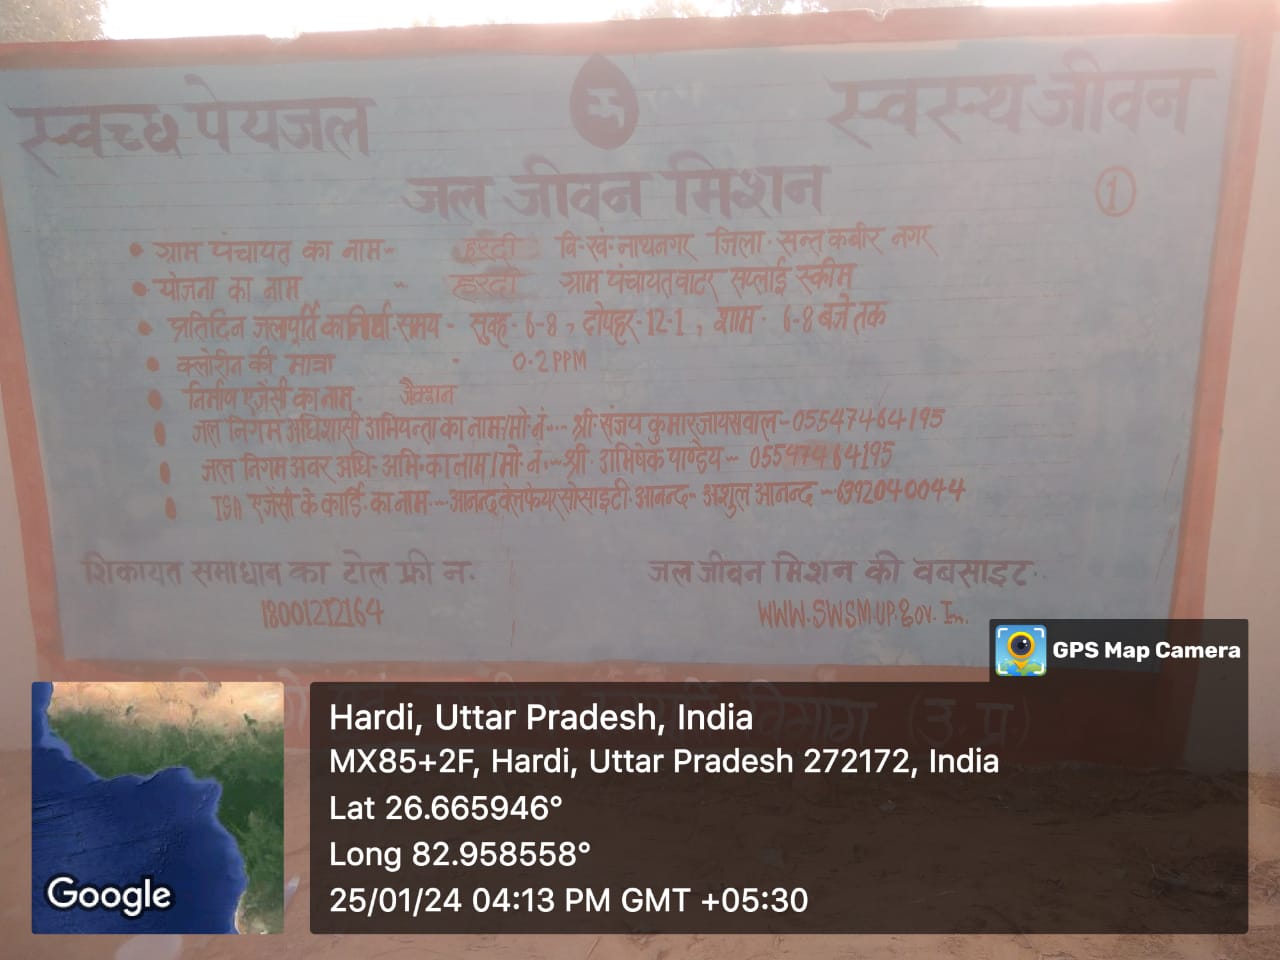 स्वच्छ पेयजल
स्वस्थ जीवन
जल जीवन मिशन
1
• ग्राम पंचायत का नाम- हरदी वि·खं·नाथनगर जिला· सन्त कबीर नगर
• योजना का नाम - हरदी ग्राम पंचायत वाटर सप्लाई स्कीम
• प्रतिदिन जलापूर्ति का समय - सुबह - 6-8, दोपहर-12-1, शाम - 6-8 बजे तक
• क्लोरीन की मात्रा - 0.2 PPM
• निर्माण एजेंसी का नाम- जैक्शन
• जल निगम अधिशासी अभियन्ता का नाम/मो.नं.... श्री संजय कुमार जायसवाल-05547464195
• जल निगम अवर अधि- अभि-का नाम/मो.नं...श्री अभिषेक पाण्डेय-- 05547464195
• ISA एजेंसी के कार्डि. का नाम....आनन्द वेलफेयर सोसाइटी आनन्द- अंशुल आनन्द -6392040044
शिकायत समाधान का टोल फ्री न.
18001212164
जल जीवन मिशन की वेबसाइट..
WWW.SWSM.UP.Gov.In.
विभाग (उ.प्र.)
GPS Map Camera
Hardi, Uttar Pradesh, India
MX85+2F, Hardi, Uttar Pradesh 272172, India
Lat 26.665946°
Long 82.958558°
25/01/24 04:13 PM GMT +05:30
Google